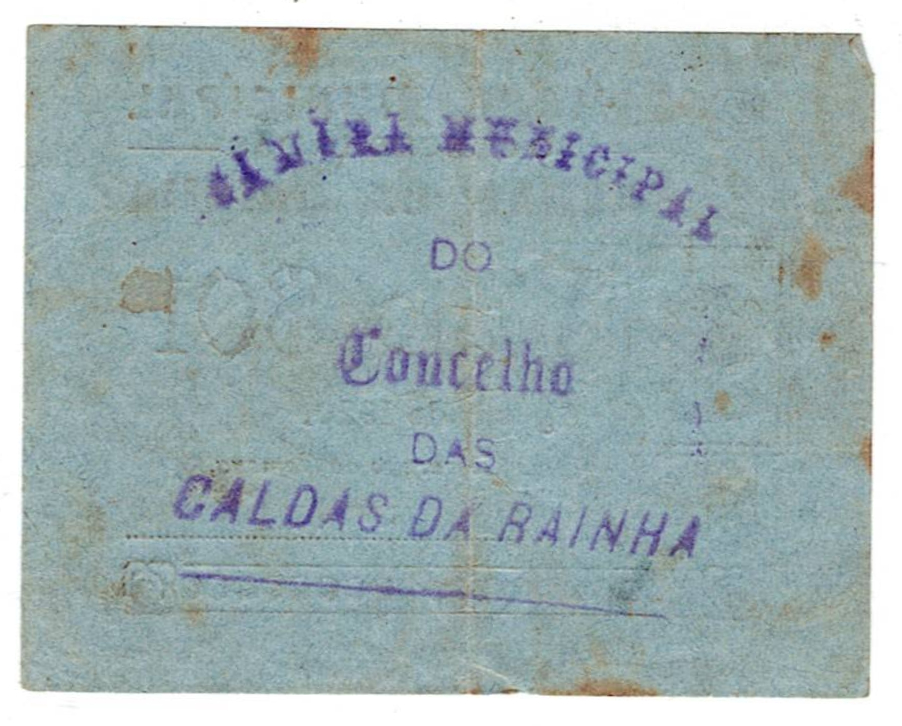 CAMARA MUNICIPAL
DO
Concelho
DAS
CALDAS DA RAINHA